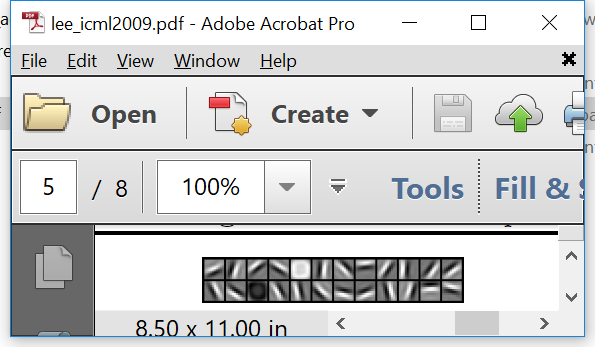 lee_icml2009.pdf - Adobe Acrobat Pro
File Edit View Window Help
Open Create
5 / 8 100% Tools Fill &
8.50 x 11.00 in